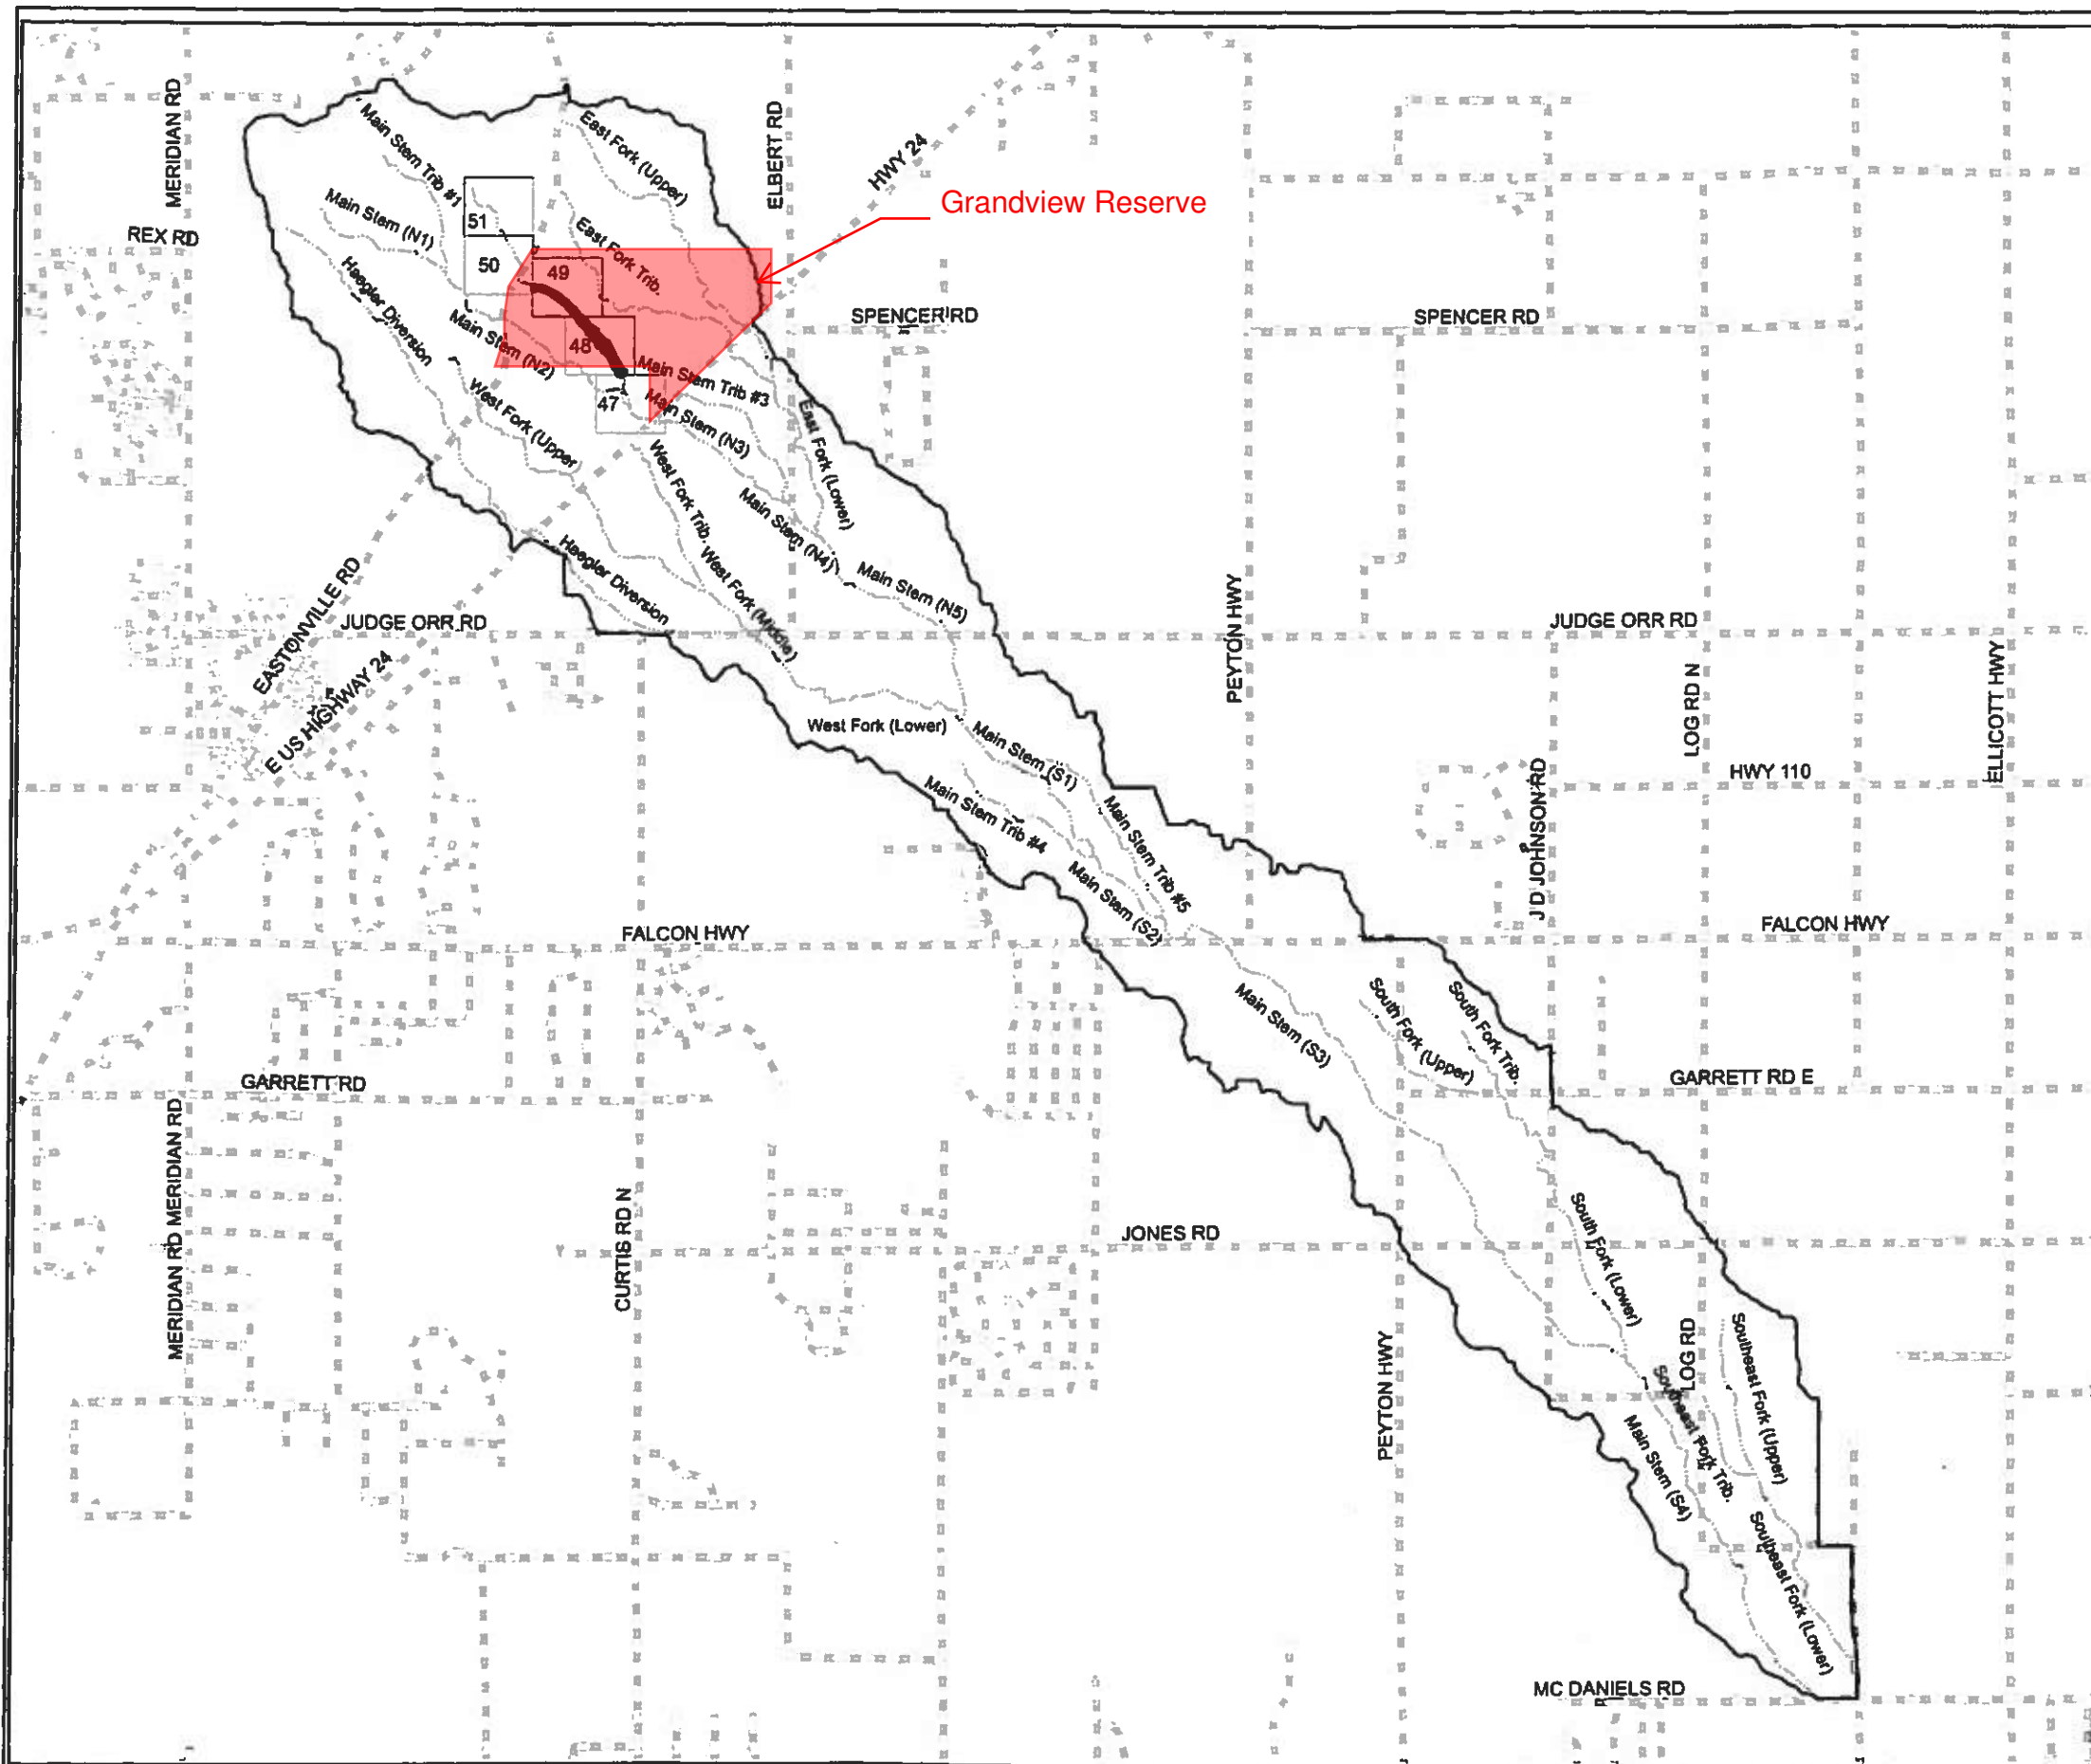 MERIDIAN RD
REX RD
Main Stem Trib #1
Main Stem (N1)
Haegler Diversion
East Fork (Upper)
ELBERT RD
HWY 24
Grandview Reserve
51
50
49
48
47
East Fork Trib.
Main Stem (N2)
West Fork (Upper
Main Stem Trib #3
Main Stem (N3)
East Fork (Lower)
SPENCER RD
SPENCER RD
West Fork Trib.
Main Stem (N4)
Main Stem (N5)
Haegler Diversion
West Fork (Middle)
EASTONVILLE RD
JUDGE ORR RD
E US HIGHWAY 24
PEYTON HWY
JUDGE ORR RD
LOG RD N
ELLICOTT HWY
HWY 110
J D JOHNSON RD
West Fork (Lower)
Main Stem (S1)
Main Stem Trib #4
Main Stem Trib #5
Main Stem (S2)
FALCON HWY
FALCON HWY
Main Stem (S3)
South Fork (Upper)
South Fork Trib.
GARRETT RD
GARRETT RD E
MERIDIAN RD MERIDIAN RD
CURTIS RD N
JONES RD
South Fork (Lower)
PEYTON HWY
LOG RD
Southeast Fork (Upper)
Southeast Fork Trib.
Main Stem (S4)
Southeast Fork (Lower)
MC DANIELS RD